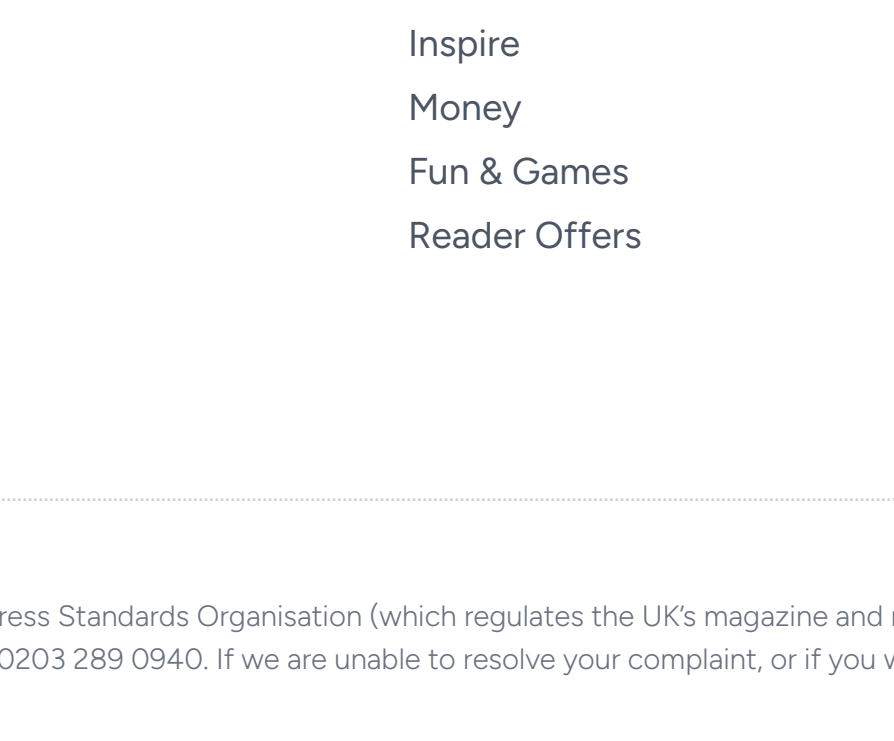 Inspire
Money
Fun & Games
Reader Offers
ress Standards Organisation (which regulates the UK’s magazine and
0203 289 0940. If we are unable to resolve your complaint, or if you